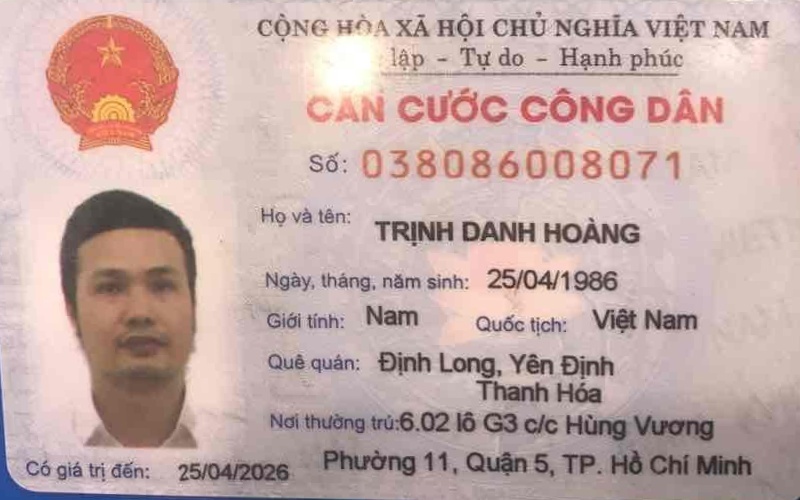 CỘNG HÒA XÃ HỘI CHỦ NGHĨA VIỆT NAM
lập - Tự do - Hạnh phúc
CĂN CƯỚC CÔNG DÂN
Số: 038086008071
Họ và tên: TRỊNH DANH HOÀNG
Ngày, tháng, năm sinh: 25/04/1986
Giới tính: Nam Quốc tịch: Việt Nam
Quê quán: Định Long, Yên Định
Thanh Hóa
Nơi thường trú: 6.02 lô G3 c/c Hùng Vương
Phường 11, Quận 5, TP. Hồ Chí Minh
Có giá trị đến: 25/04/2026